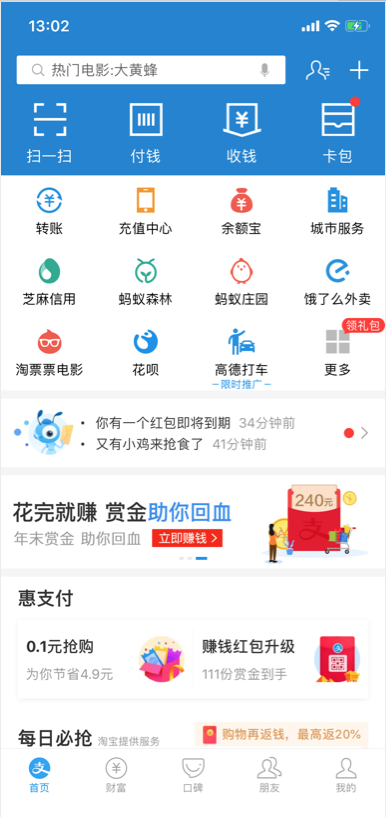 13:02
热门电影:大黄蜂
扫一扫 付钱 收钱 卡包
转账 充值中心 余额宝 城市服务
芝麻信用 蚂蚁森林 蚂蚁庄园 饿了么外卖
领礼包
淘票票电影 花呗 高德打车 更多
限时推广
你有一个红包即将到期 34分钟前
又有小鸡来抢食了 41分钟前
花完就赚 赏金助你回血
240元
年末赏金 助你回血 立即赚钱
惠支付
0.1元抢购 赚钱红包升级
为你节省4.9元 111份赏金到手
每日必抢 淘宝提供服务 购物再返钱，最高返20%
首页 财富 口碑 朋友 我的